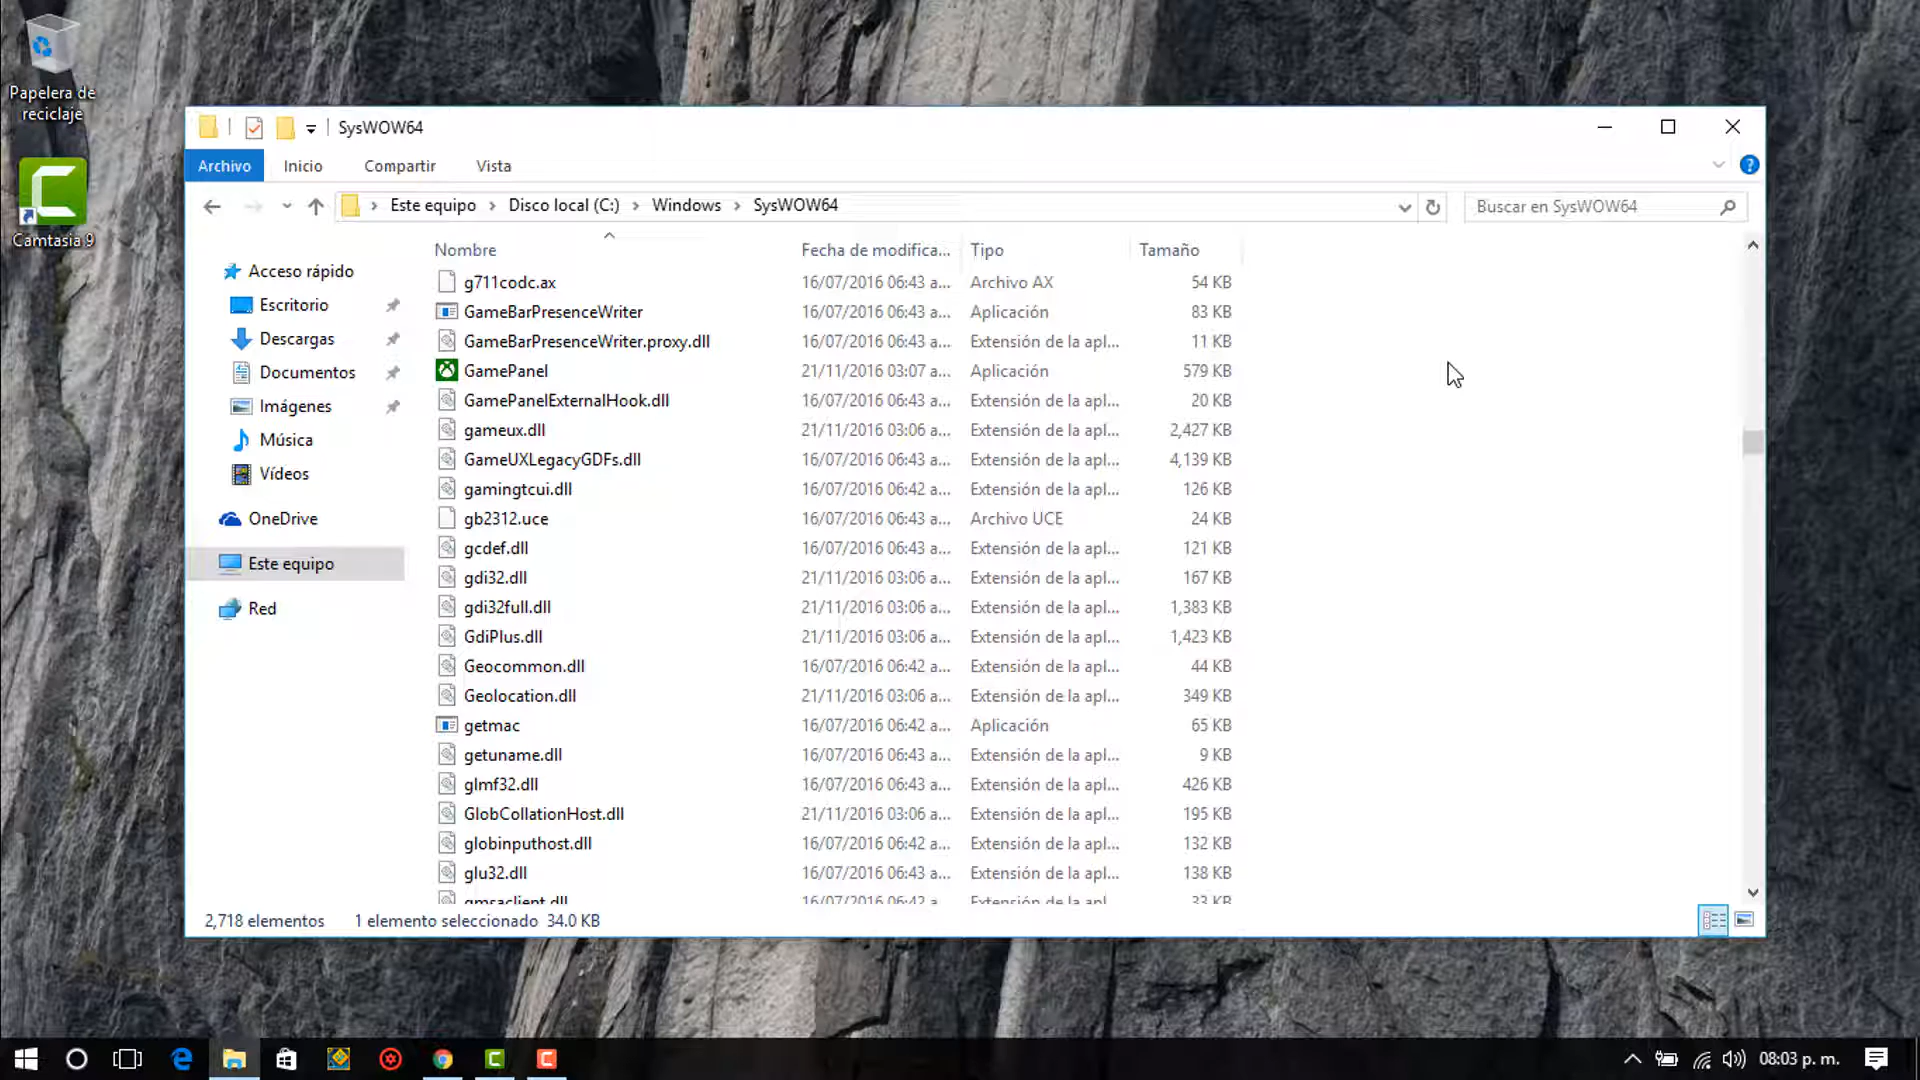 Papelera de
reciclaje
Camtasia 9
SysWOW64
Archivo Inicio Compartir Vista
Este equipo Disco local (C:) Windows SysWOW64
Buscar en SysWOW64
Acceso rápido
Escritorio
Descargas
Documentos
Imágenes
Música
Vídeos
OneDrive
Este equipo
Red
Nombre Fecha de modifica... Tipo Tamaño
g711codc.ax 16/07/2016 06:43 a... Archivo AX 54 KB
GameBarPresenceWriter 16/07/2016 06:43 a... Aplicación 83 KB
GameBarPresenceWriter.proxy.dll 16/07/2016 06:43 a... Extensión de la apl... 11 KB
GamePanel 21/11/2016 03:07 a... Aplicación 579 KB
GamePanelExternalHook.dll 16/07/2016 06:43 a... Extensión de la apl... 20 KB
gameux.dll 21/11/2016 03:06 a... Extensión de la apl... 2,427 KB
GameUXLegacyGDFs.dll 16/07/2016 06:43 a... Extensión de la apl... 4,139 KB
gamingtcui.dll 16/07/2016 06:42 a... Extensión de la apl... 126 KB
gb2312.uce 16/07/2016 06:43 a... Archivo UCE 24 KB
gcdef.dll 16/07/2016 06:43 a... Extensión de la apl... 121 KB
gdi32.dll 21/11/2016 03:06 a... Extensión de la apl... 167 KB
gdi32full.dll 21/11/2016 03:06 a... Extensión de la apl... 1,383 KB
GdiPlus.dll 21/11/2016 03:06 a... Extensión de la apl... 1,423 KB
Geocommon.dll 16/07/2016 06:42 a... Extensión de la apl... 44 KB
Geolocation.dll 21/11/2016 03:06 a... Extensión de la apl... 349 KB
getmac 16/07/2016 06:42 a... Aplicación 65 KB
getuname.dll 16/07/2016 06:43 a... Extensión de la apl... 9 KB
glmf32.dll 16/07/2016 06:43 a... Extensión de la apl... 426 KB
GlobCollationHost.dll 21/11/2016 03:06 a... Extensión de la apl... 195 KB
globinputhost.dll 16/07/2016 06:42 a... Extensión de la apl... 132 KB
glu32.dll 16/07/2016 06:43 a... Extensión de la apl... 138 KB
gmsaclient.dll 16/07/2016 06:42 a... Extensión de la apl... 33 KB
2,718 elementos 1 elemento seleccionado 34.0 KB
08:03 p. m.